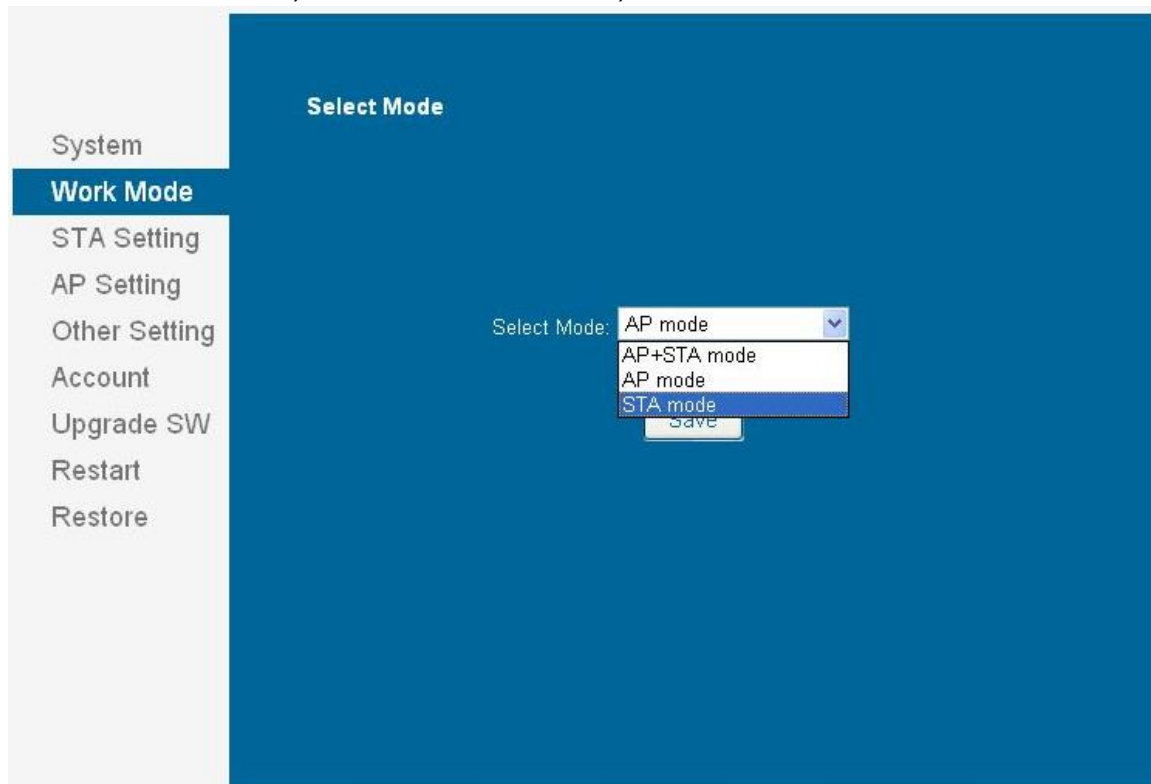 Select Mode
System
Work Mode
STA Setting
AP Setting
Other Setting
Account
Upgrade SW
Restart
Restore
Select Mode: AP mode
AP+STA mode
AP mode
STA mode
Save